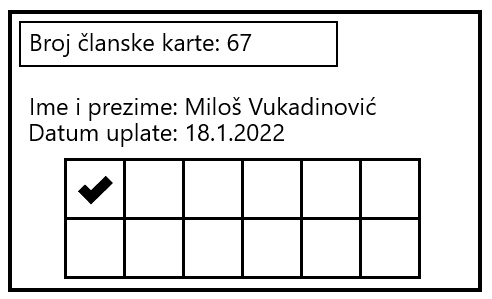 Broj članske karte: 67
Ime i prezime: Miloš Vukadinović
Datum uplate: 18.1.2022